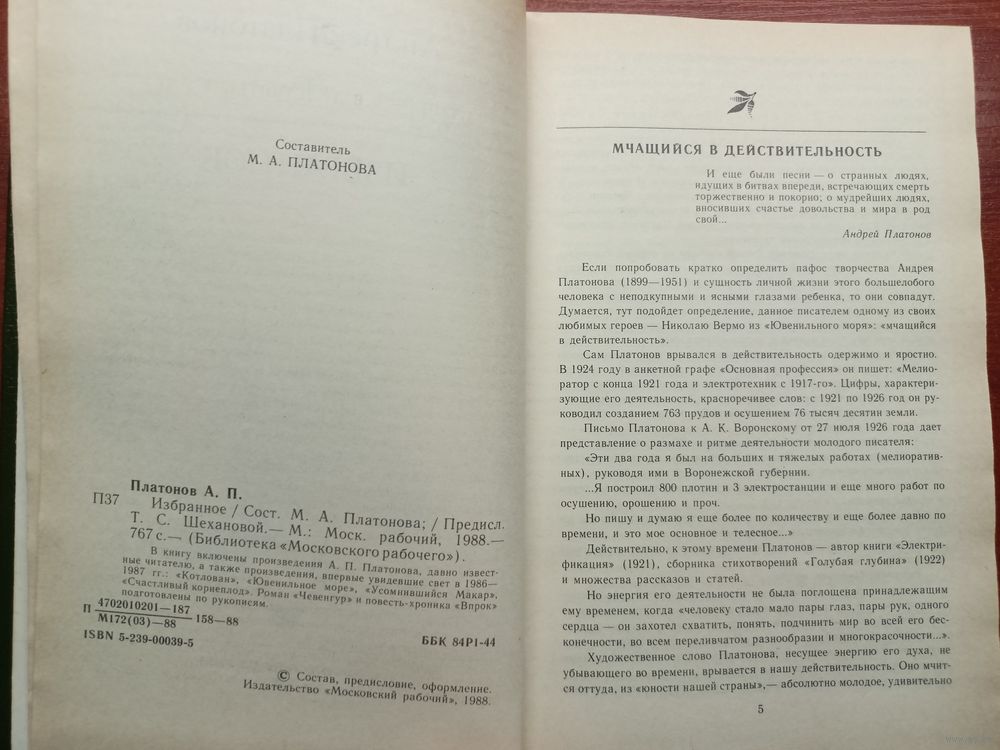 Составитель
М. А. ПЛАТОНОВА
Платонов А. П.
П37
Избранное / Сост. М. А. Платонова; / Предисл.
Т. С. Шехановой.— М.: Моск. рабочий, 1988.—
767 с.— (Библиотека «Московского рабочего»).
В книгу включены произведения А. П. Платонова, давно извест-
ные читателю, а также произведения, впервые увидевшие свет в 1986—
1987 гг.: «Котлован», «Ювенильное море», «Усомнившийся Макар»,
«Счастливый корнеплод». Роман «Чевенгур» и повесть-хроника «Впрок»
подготовлены по рукописям.
П 4702010201—187
М172(03)—88
158—88
ISBN 5-239-00039-5
ББК 84Р1-44
© Состав, предисловие, оформление.
Издательство «Московский рабочий», 1988.
МЧАЩИЙСЯ В ДЕЙСТВИТЕЛЬНОСТЬ
И еще были песни — о странных людях,
идущих в битвах впереди, встречающих смерть
торжественно и покорно; о мудрейших людях,
вносивших счастье довольства и мира в род
свой...
Андрей Платонов
Если попробовать кратко определить пафос творчества Андрея
Платонова (1899—1951) и сущность личной жизни этого большелобого
человека с неподкупными и ясными глазами ребенка, то они совпадут.
Думается, тут подойдет определение, данное писателем одному из своих
любимых героев — Николаю Вермо из «Ювенильного моря»: «мчащийся
в действительность».
Сам Платонов врывался в действительность одержимо и яростно.
В 1924 году в анкетной графе «Основная профессия» он пишет: «Мелио-
ратор с конца 1921 года и электротехник с 1917-го». Цифры, характери-
зующие его деятельность, красноречивее слов: с 1921 по 1926 год он ру-
ководил созданием 763 прудов и осушением 76 тысяч десятин земли.
Письмо Платонова к А. К. Воронскому от 27 июля 1926 года дает
представление о размахе и ритме деятельности молодого писателя:
«Эти два года я был на больших и тяжелых работах (мелиоратив-
ных), руководя ими в Воронежской губернии.
...Я построил 800 плотин и 3 электростанции и еще много работ по
осушению, орошению и проч.
Но пишу и думаю я еще более по количеству и еще более давно по
времени, и это мое основное и телесное...»
Действительно, к этому времени Платонов — автор книги «Электри-
фикация» (1921), сборника стихотворений «Голубая глубина» (1922)
и множества рассказов и статей.
Но энергия его деятельности не была поглощена принадлежащим
ему временем, когда «человеку стало мало пары глаз, пары рук, одного
сердца — он захотел схватить, понять, подчинить мир во всей его бес-
конечности, во всем переливчатом разнообразии и многокрасочности...».
Художественное слово Платонова, несущее энергию его духа, не
убывающего во времени, врывается в нашу действительность. Оно мчит-
ся оттуда, из «юности нашей страны»,— абсолютно молодое, удивительно
5